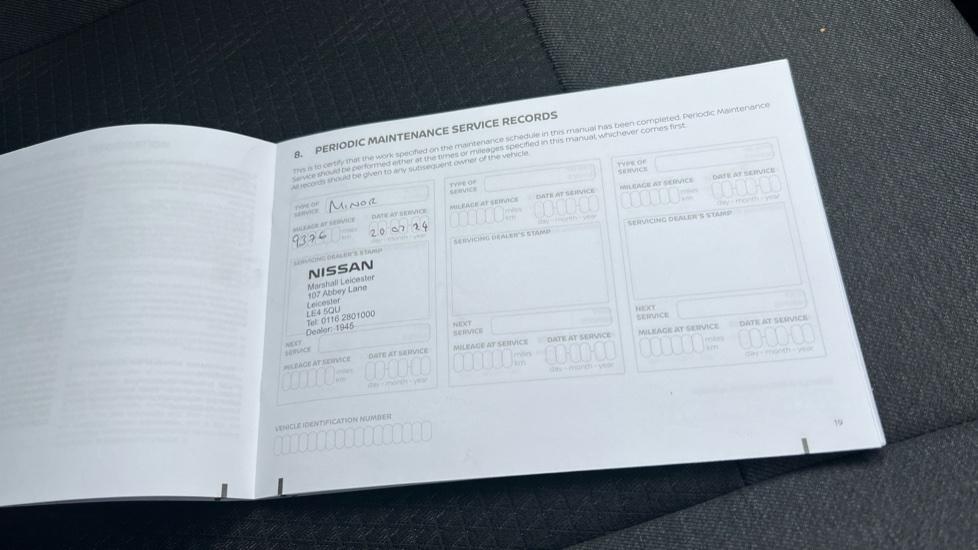 8. PERIODIC MAINTENANCE SERVICE RECORDS
This is to certify that the work specified on the maintenance schedule in this manual has been completed. Periodic Maintenance
Service should be performed either at the times or mileages specified in this manual, whichever comes first.
All records should be given to any subsequent owner of the vehicle.
TYPE OF
SERVICE MINOR
MILEAGE AT SERVICE
9376 miles
km
DATE AT SERVICE
20 07 24
day - month - year
SERVICING DEALER'S STAMP
NISSAN
Marshall Leicester
107 Abbey Lane
Leicester
LE4 5QU
Tel: 0116 2801000
Dealer: 1945
NEXT
SERVICE
MILEAGE AT SERVICE
miles
km
DATE AT SERVICE
day - month - year
TYPE OF
SERVICE
MILEAGE AT SERVICE
miles
km
DATE AT SERVICE
day - month - year
SERVICING DEALER'S STAMP
NEXT
SERVICE
MILEAGE AT SERVICE
miles
km
DATE AT SERVICE
day - month - year
TYPE OF
SERVICE
MILEAGE AT SERVICE
miles
km
DATE AT SERVICE
day - month - year
SERVICING DEALER'S STAMP
NEXT
SERVICE
MILEAGE AT SERVICE
miles
km
DATE AT SERVICE
day - month - year
VEHICLE IDENTIFICATION NUMBER
19